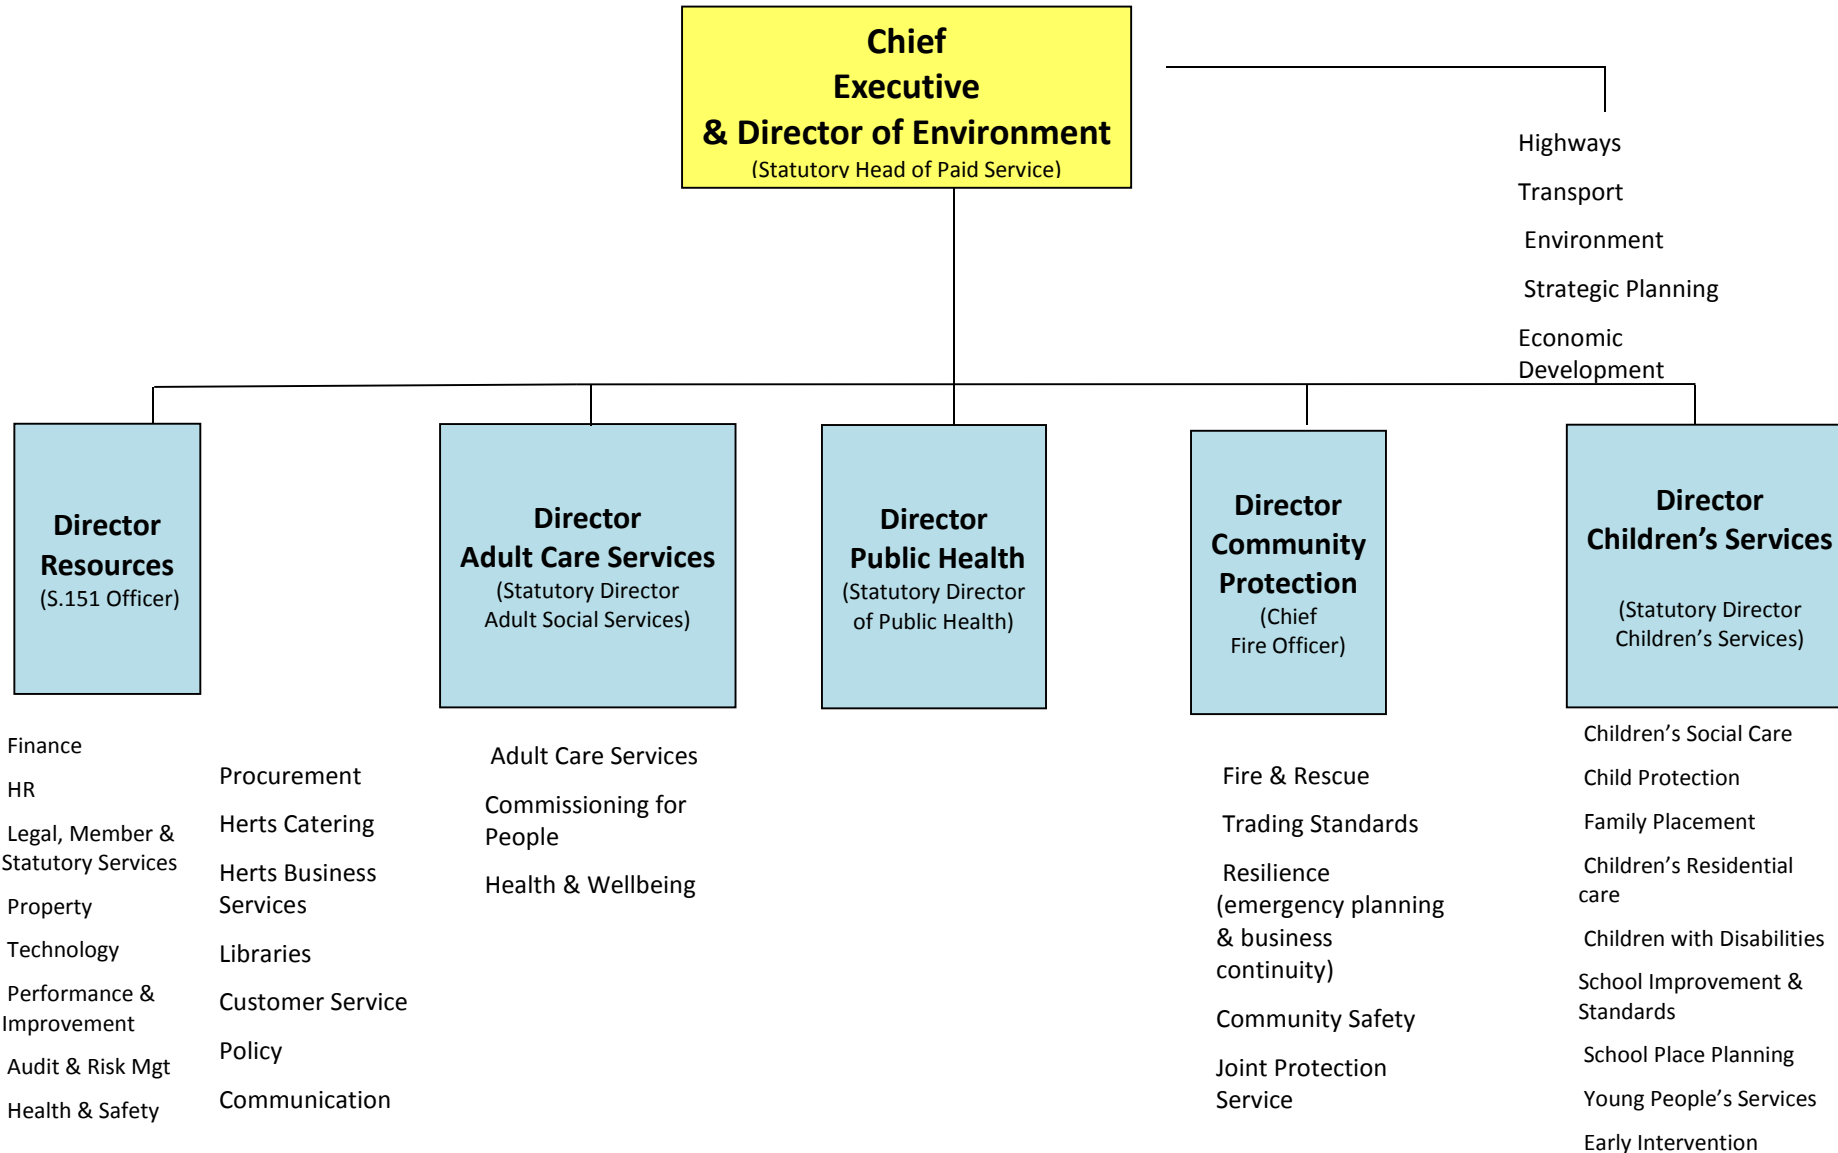 Chief
Executive
& Director of Environment
(Statutory Head of Paid Service)
Highways
Transport
Environment
Strategic Planning
Economic
Development
Director
Resources
(S.151 Officer)
Director
Adult Care Services
(Statutory Director
Adult Social Services)
Director
Public Health
(Statutory Director
of Public Health)
Director
Community
Protection
(Chief
Fire Officer)
Director
Children’s Services
(Statutory Director
Children’s Services)
Finance
HR
Legal, Member &
Statutory Services
Property
Technology
Performance &
Improvement
Audit & Risk Mgt
Health & Safety
Procurement
Herts Catering
Herts Business
Services
Libraries
Customer Service
Policy
Communication
Adult Care Services
Commissioning for
People
Health & Wellbeing
Fire & Rescue
Trading Standards
Resilience
(emergency planning
& business
continuity)
Community Safety
Joint Protection
Service
Children’s Social Care
Child Protection
Family Placement
Children’s Residential
care
Children with Disabilities
School Improvement &
Standards
School Place Planning
Young People’s Services
Early Intervention